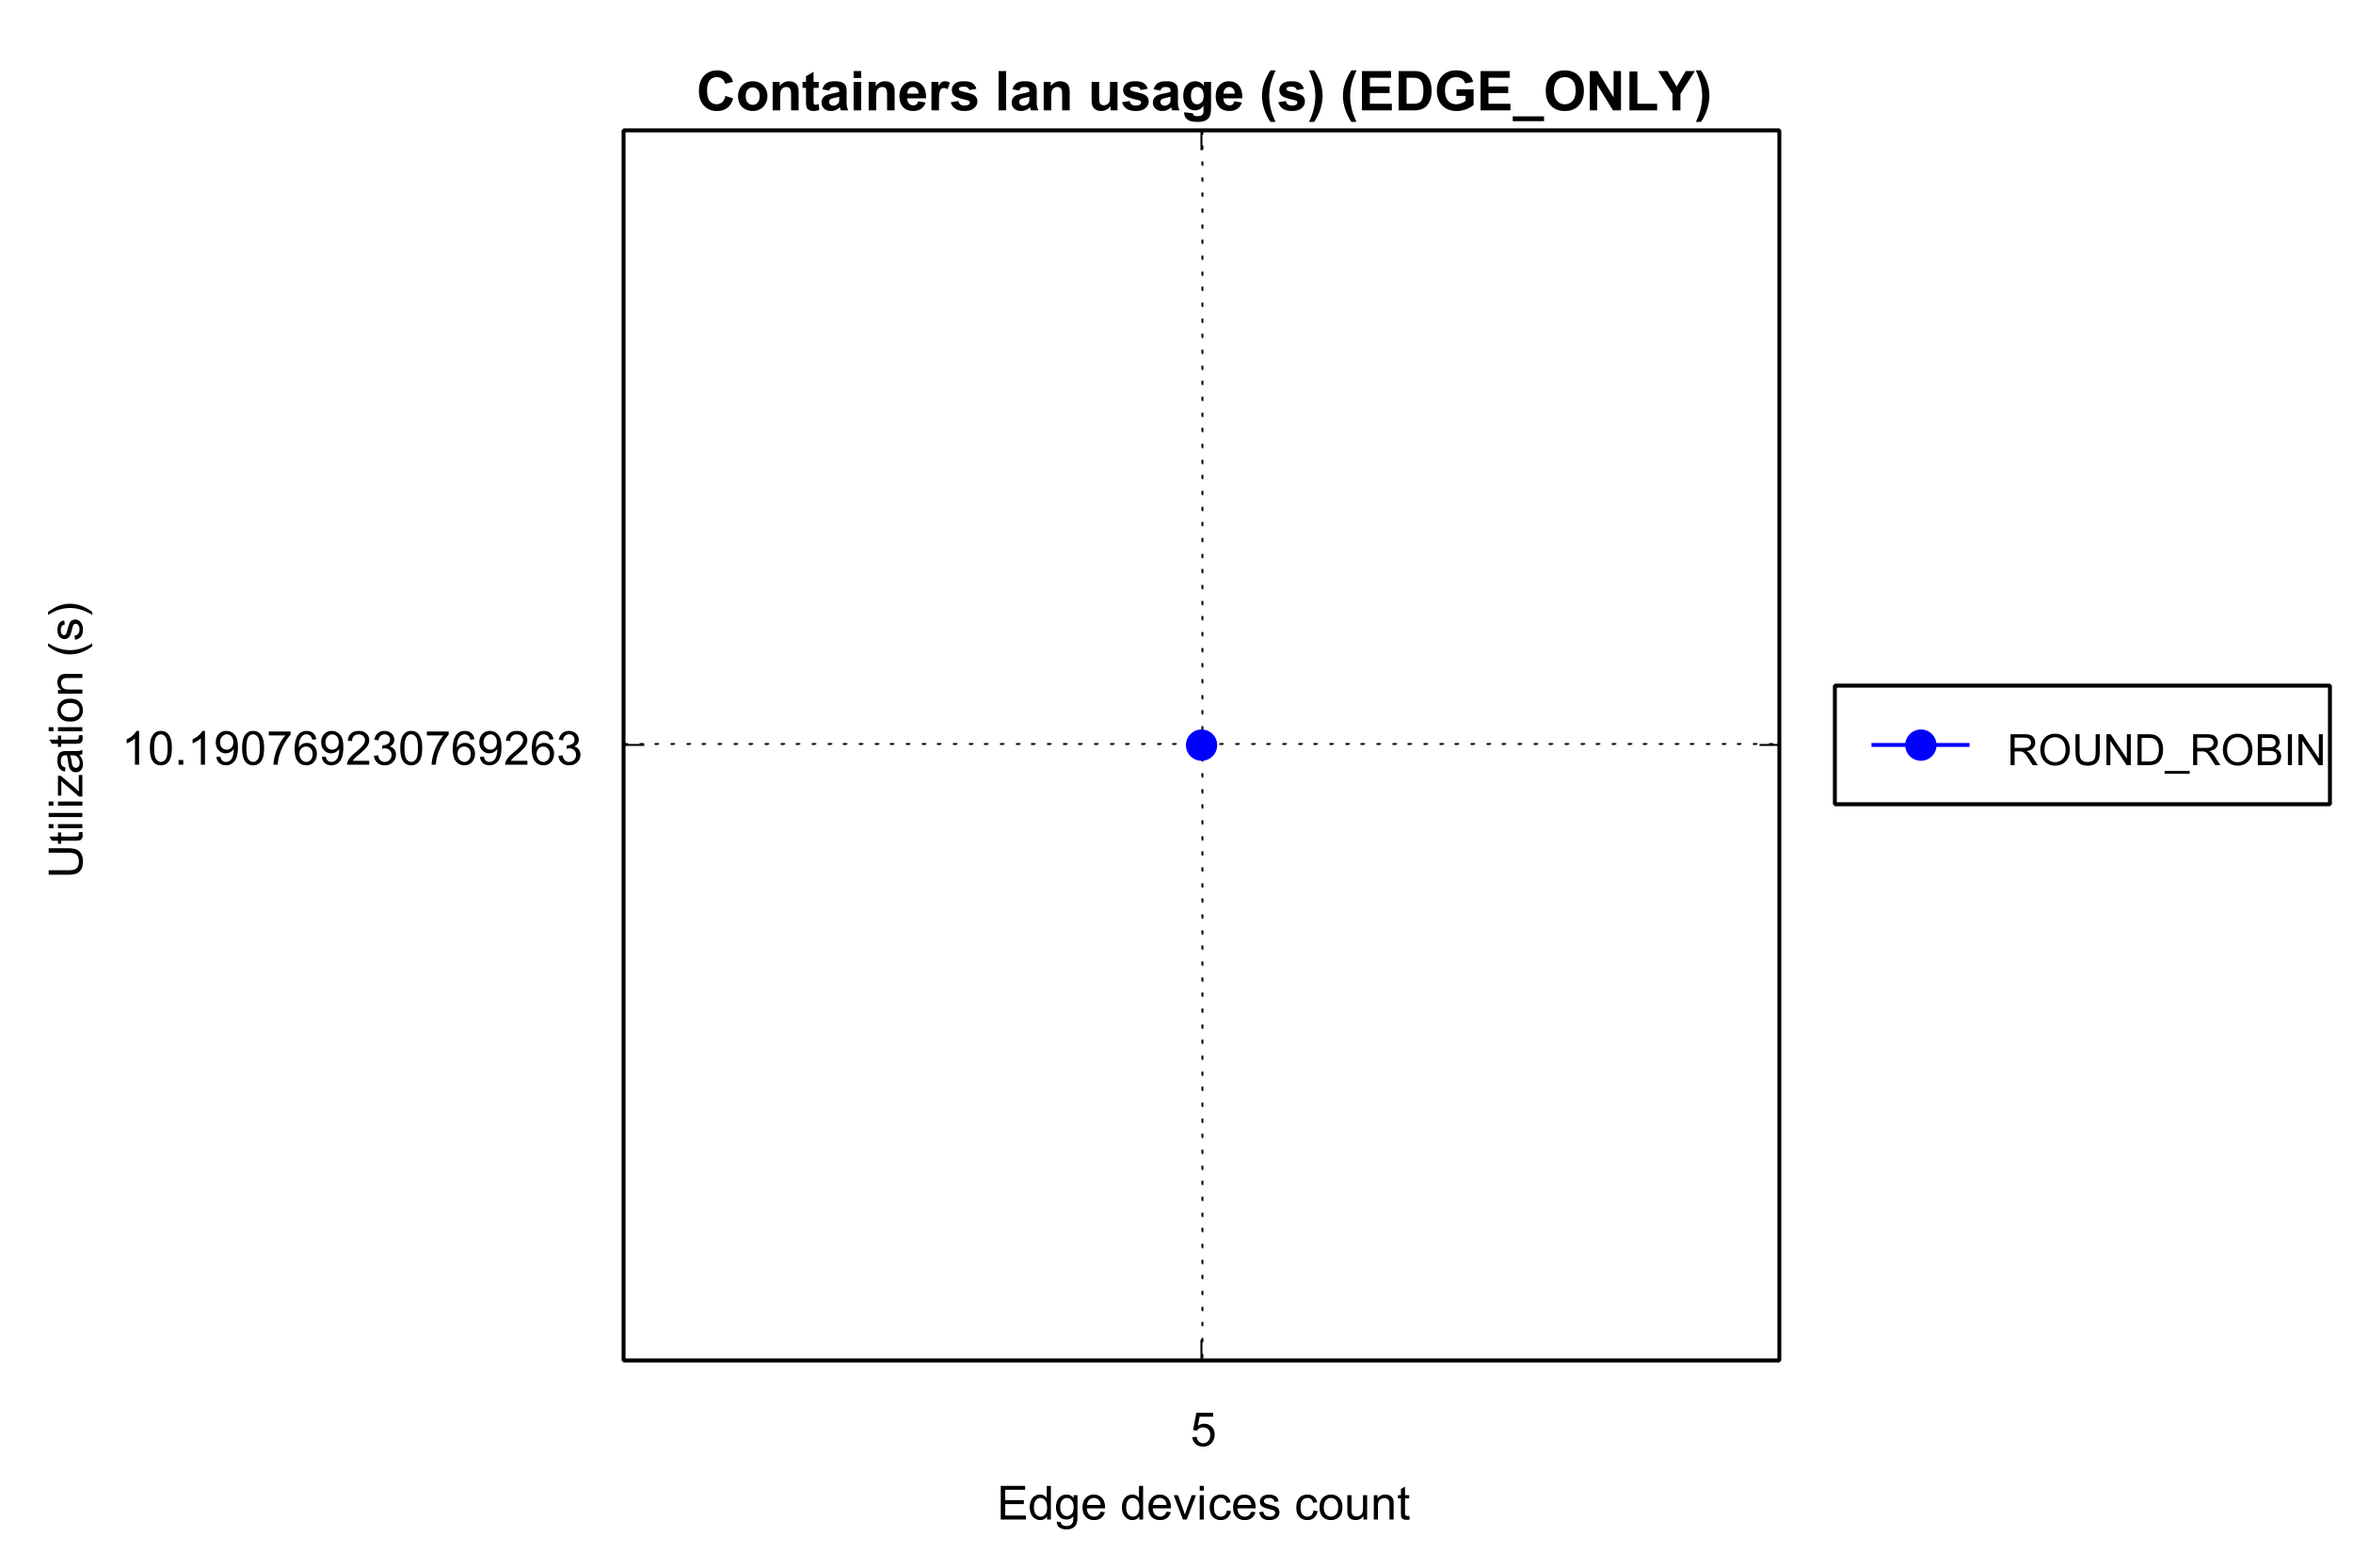 Containers lan usage (s) (EDGE_ONLY)
Utilization (s)
10.190769230769263
ROUND_ROBIN
5
Edge devices count